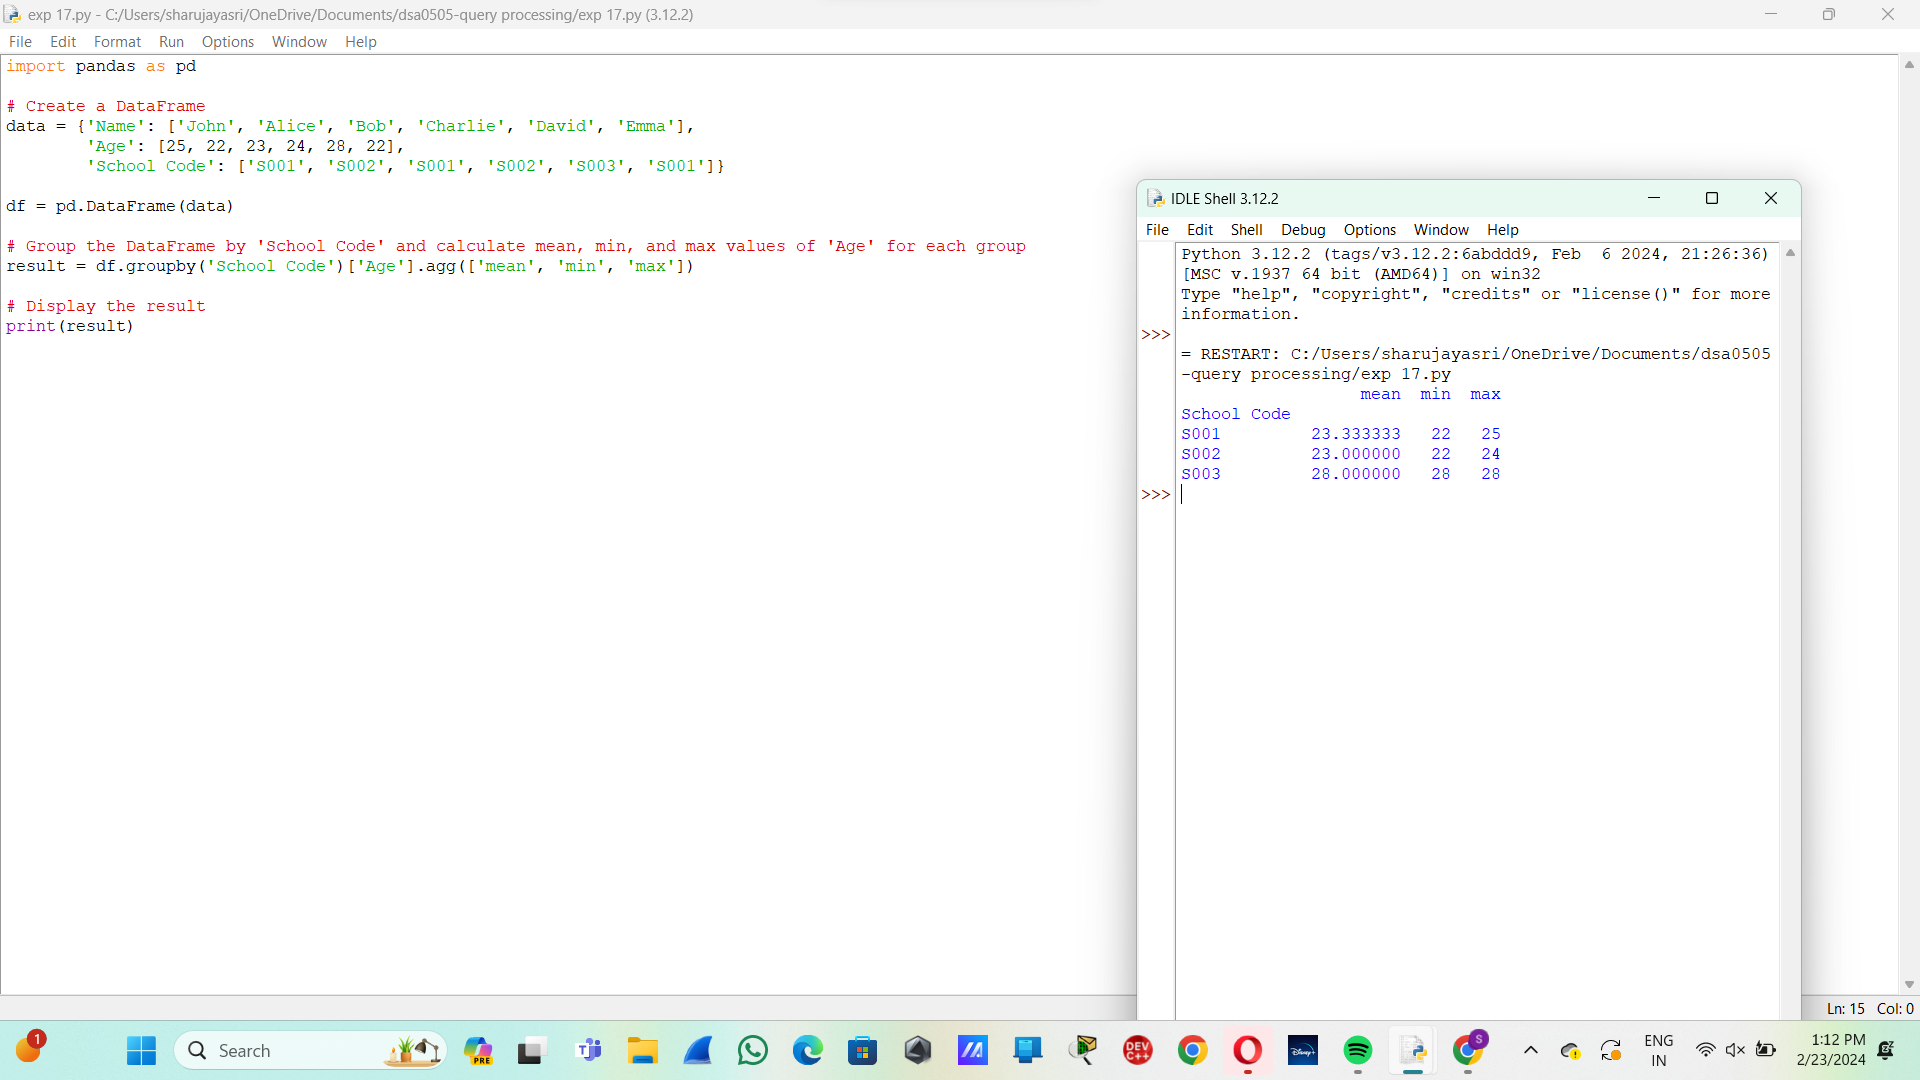 exp 17.py - C:/Users/sharujayasri/OneDrive/Documents/dsa0505-query processing/exp 17.py (3.12.2)
File Edit Format Run Options Window Help
import pandas as pd
# Create a DataFrame
data = {'Name': ['John', 'Alice', 'Bob', 'Charlie', 'David', 'Emma'],
        'Age': [25, 22, 23, 24, 28, 22],
        'School Code': ['S001', 'S002', 'S001', 'S002', 'S003', 'S001']}
df = pd.DataFrame(data)
# Group the DataFrame by 'School Code' and calculate mean, min, and max values of 'Age' for each group
result = df.groupby('School Code')['Age'].agg(['mean', 'min', 'max'])
# Display the result
print(result)
IDLE Shell 3.12.2
File Edit Shell Debug Options Window Help
Python 3.12.2 (tags/v3.12.2:6abddd9, Feb  6 2024, 21:26:36)
[MSC v.1937 64 bit (AMD64)] on win32
Type "help", "copyright", "credits" or "license()" for more
information.
>>>
= RESTART: C:/Users/sharujayasri/OneDrive/Documents/dsa0505
-query processing/exp 17.py
                  mean  min  max
School Code
S001         23.333333   22   25
S002         23.000000   22   24
S003         28.000000   28   28
>>>
Ln: 15 Col: 0
1
Search
PRE
DEV C++
Disney+
S
ENG
IN
1:12 PM
2/23/2024